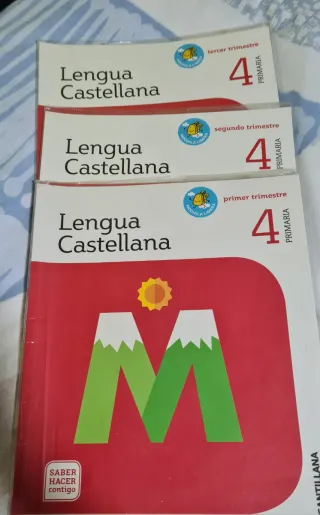 tercer trimestre
Lengua
Castellana
4
PRIMARIA
segundo trimestre
Lengua
Castellana
4
PRIMARIA
primer trimestre
Lengua
Castellana
4
PRIMARIA
M
SABER
HACER
contigo
SANTILLANA